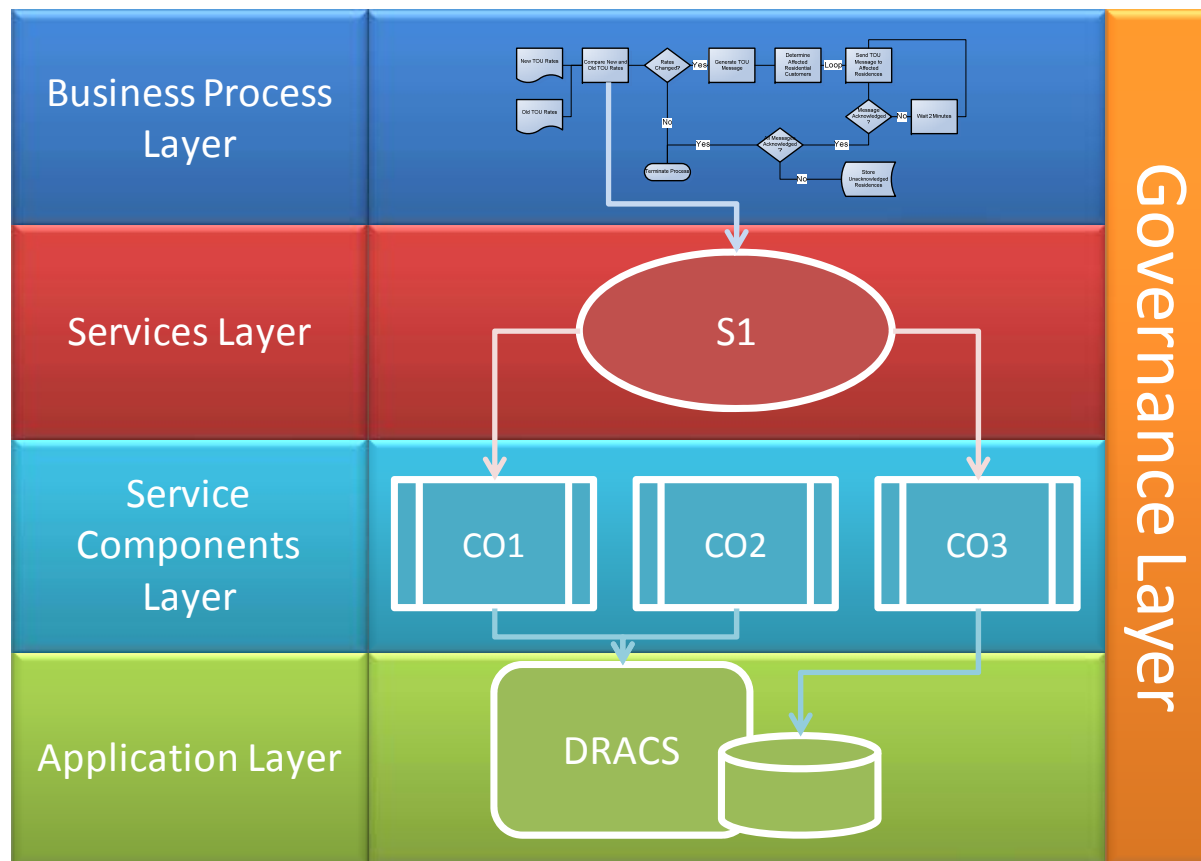 Business Process
Layer
New TOU Rates
Old TOU Rates
Compare New and
Old TOU Rates
Rates
Changed?
Yes
No
Generate TOU
Message
Determine
Affected
Residential
Customers
Loop
Send TOU
Message to
Affected
Residences
Message
Acknowledged
?
No
Wait 2 Minutes
Yes
All Messages
Acknowledged
?
Yes
No
Terminate Process
Store
Unacknowledged
Residences
Services Layer
S1
Service
Components
Layer
CO1
CO2
CO3
Application Layer
DRACS
Governance Layer